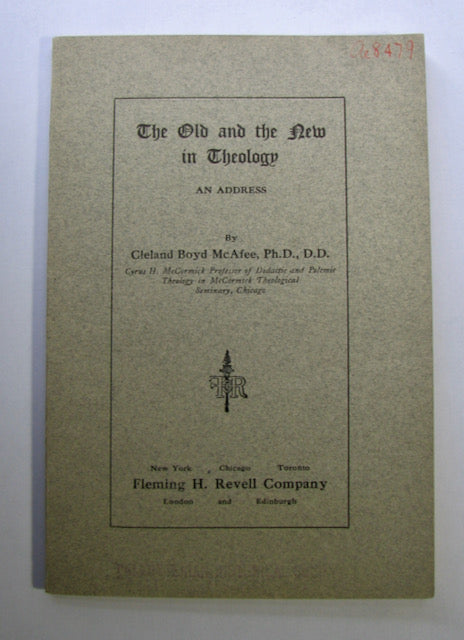 The Old and the New
in Theology
AN ADDRESS
By
Cleland Boyd McAfee, Ph.D., D.D.
Cyrus H. McCormick Professor of Didactic and Polemic
Theology in McCormick Theological
Seminary, Chicago
FHR
New York Chicago Toronto
Fleming H. Revell Company
London and Edinburgh